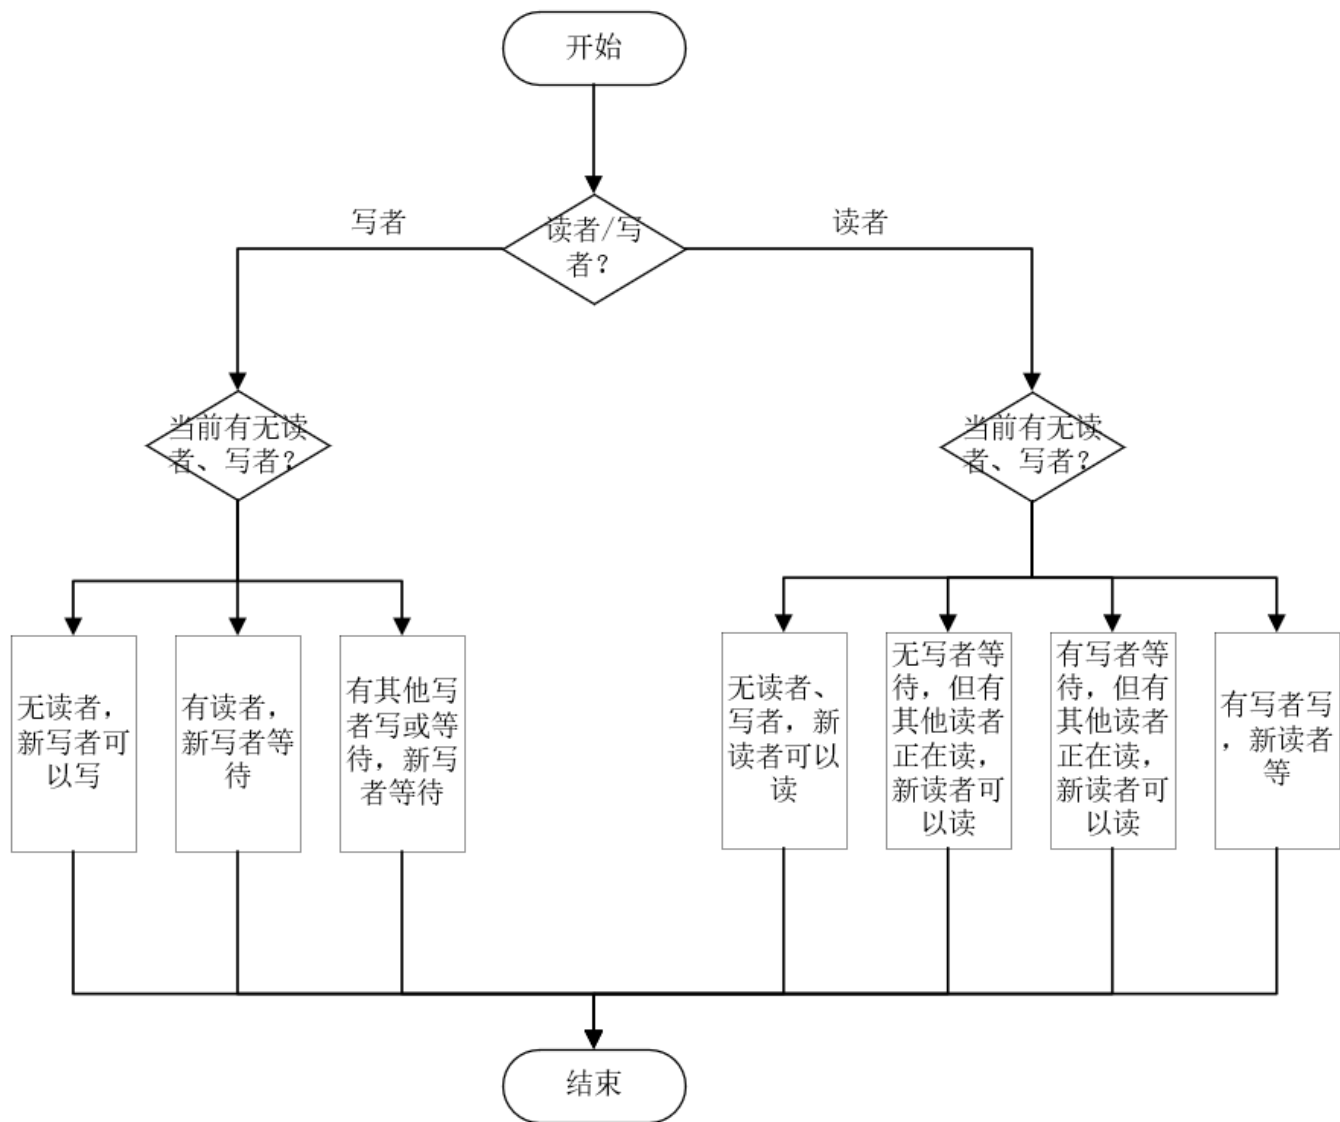 开始
写者
读者/写
者？
读者
当前有无读
者、写者？
当前有无读
者、写者？
无读者，
新写者可
以写
有读者，
新写者等
待
有其他写
者写或等
待，新写
者等待
无读者、
写者，新
读者可以
读
无写者等
待，但有
其他读者
正在读，
新读者可
以读
有写者等
待，但有
其他读者
正在读，
新读者可
以读
有写者写
，新读者
等
结束